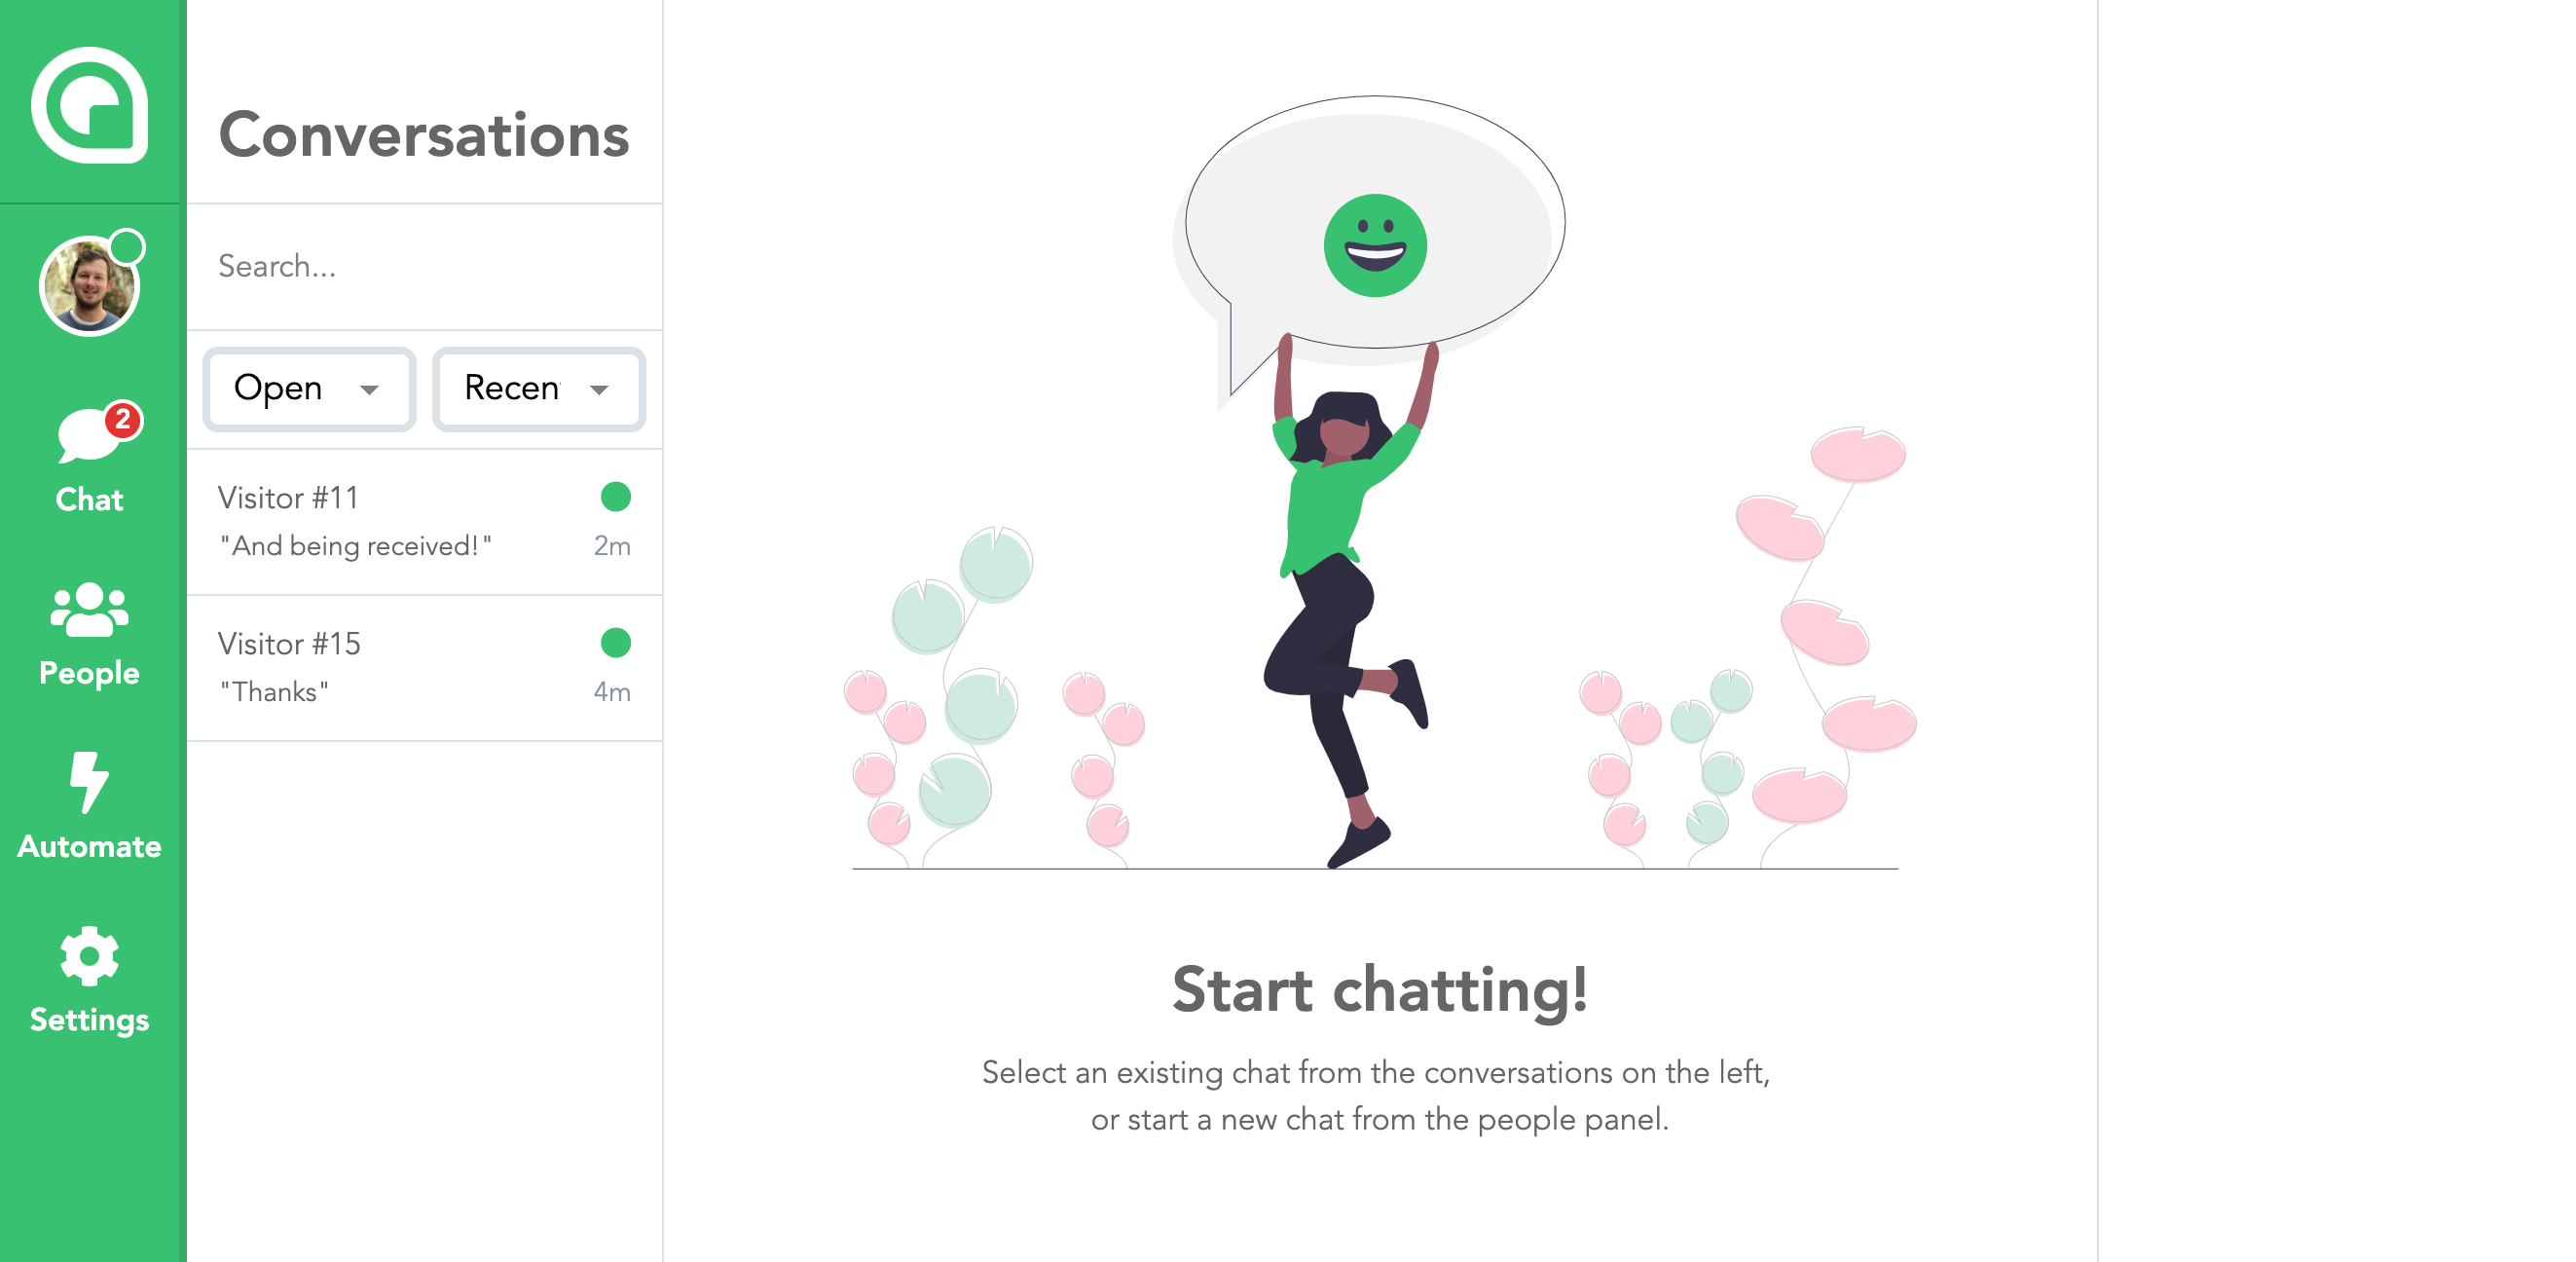 Conversations
Search...
Open
Recen
2
Chat
Visitor #11
"And being received!"
2m
People
Visitor #15
"Thanks"
4m
Automate
Settings
Start chatting!
Select an existing chat from the conversations on the left,
or start a new chat from the people panel.